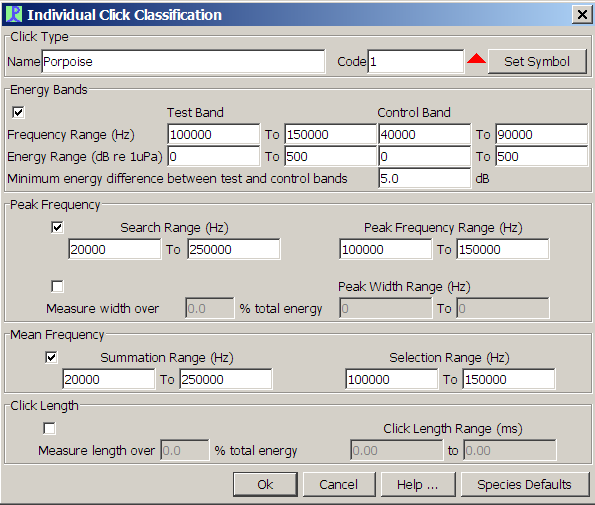 Individual Click Classification
Click Type
Name Porpoise Code 1 Set Symbol
Energy Bands
Test Band Control Band
Frequency Range (Hz) 100000 To 150000 40000 To 90000
Energy Range (dB re 1uPa) 0 To 500 0 To 500
Minimum energy difference between test and control bands 5.0 dB
Peak Frequency
Search Range (Hz) Peak Frequency Range (Hz)
20000 To 250000 100000 To 150000
Peak Width Range (Hz)
Measure width over 0.0 % total energy 0 To 0
Mean Frequency
Summation Range (Hz) Selection Range (Hz)
20000 To 250000 100000 To 150000
Click Length
Click Length Range (ms)
Measure length over 0.0 % total energy 0.00 to 0.00
Ok Cancel Help ... Species Defaults